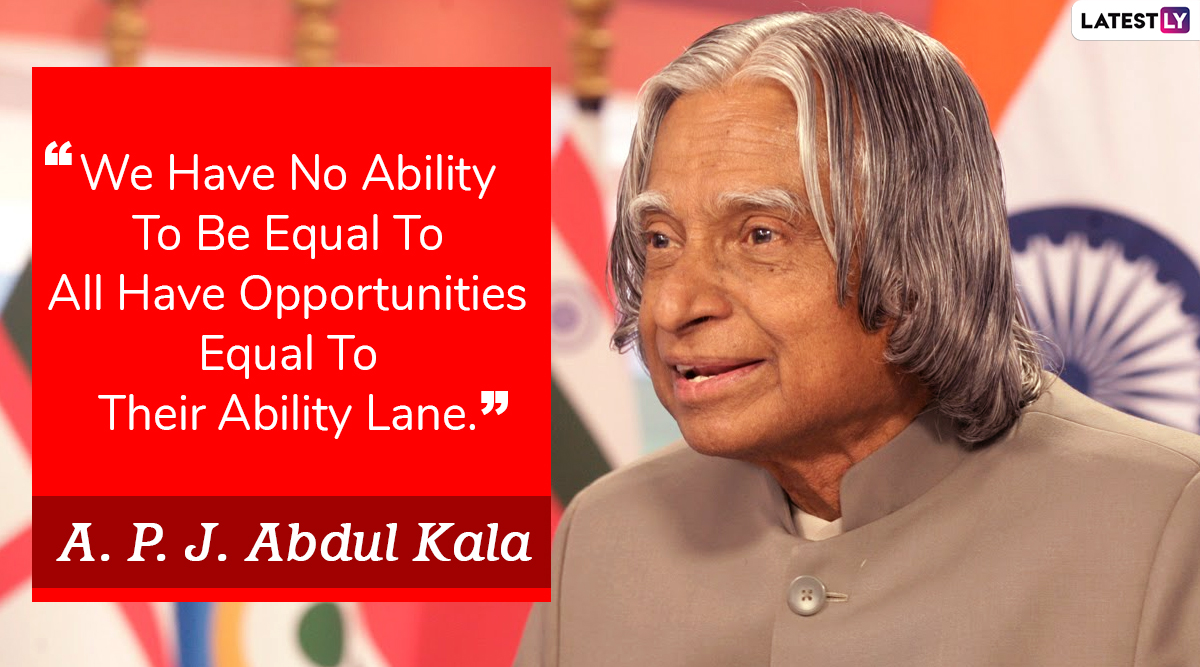 LATESTLY
“We Have No Ability
To Be Equal To
All Have Opportunities
Equal To
Their Ability Lane.”
A. P. J. Abdul Kala